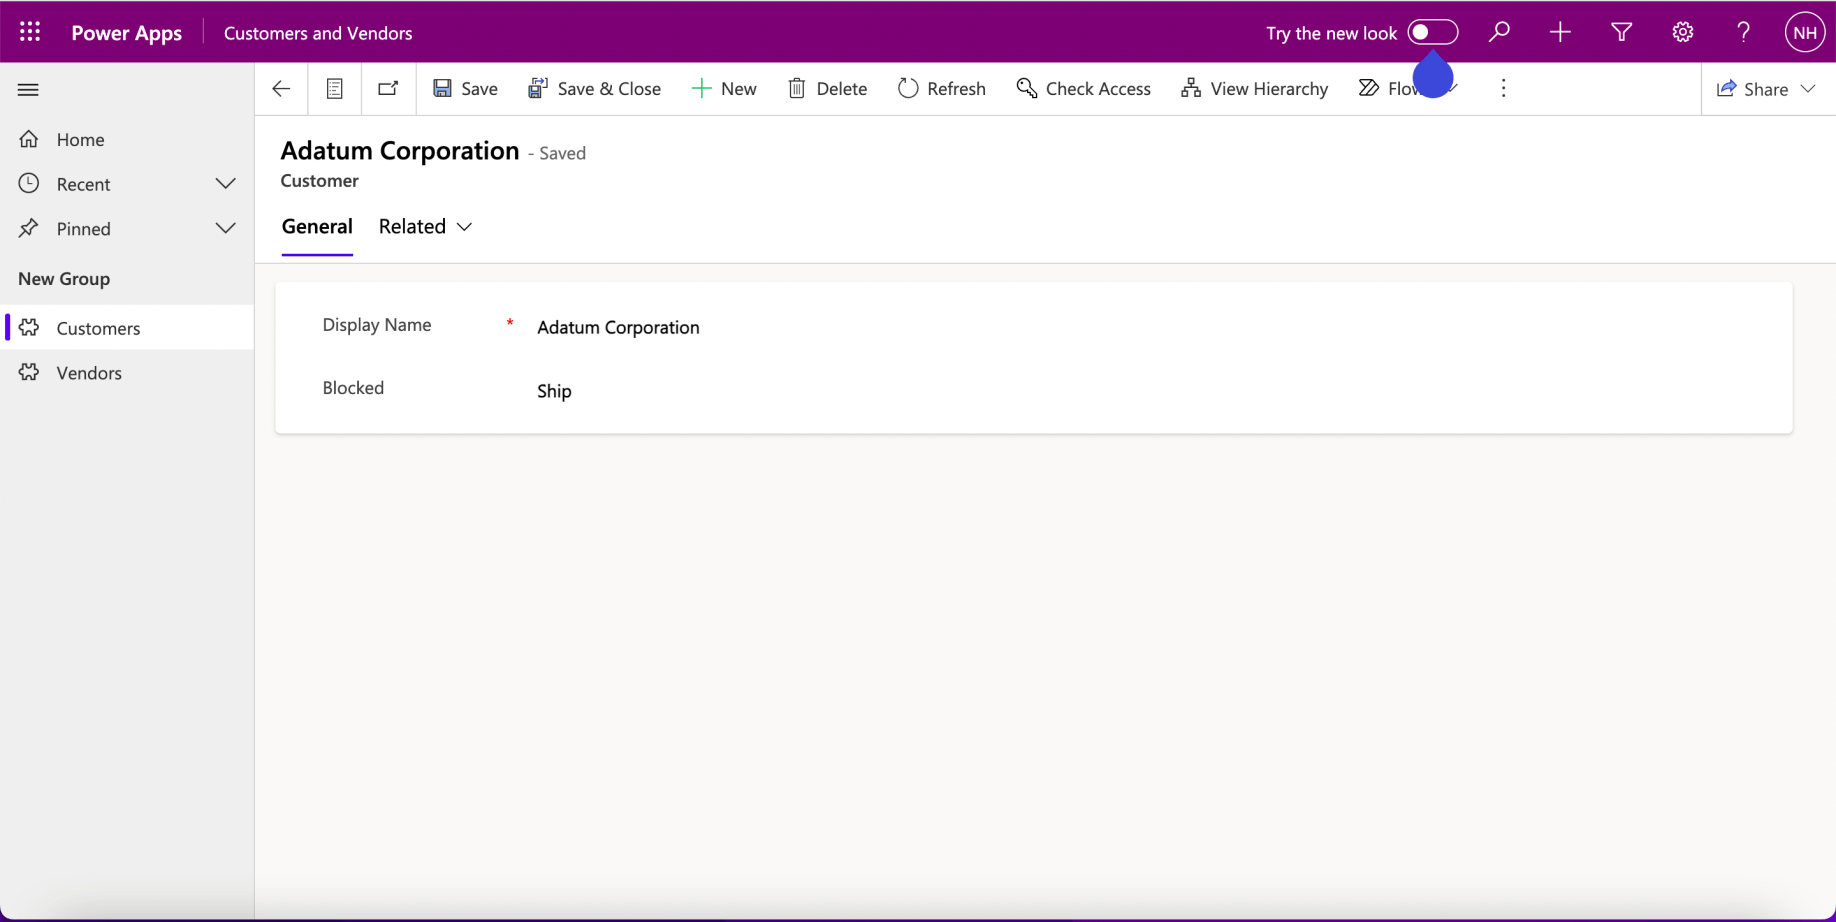 Power Apps
Customers and Vendors
Try the new look
NH
Save
Save & Close
New
Delete
Refresh
Check Access
View Hierarchy
Share
Home
Recent
Pinned
New Group
Customers
Vendors
Adatum Corporation - Saved
Customer
General
Related
Display Name * Adatum Corporation
Blocked Ship